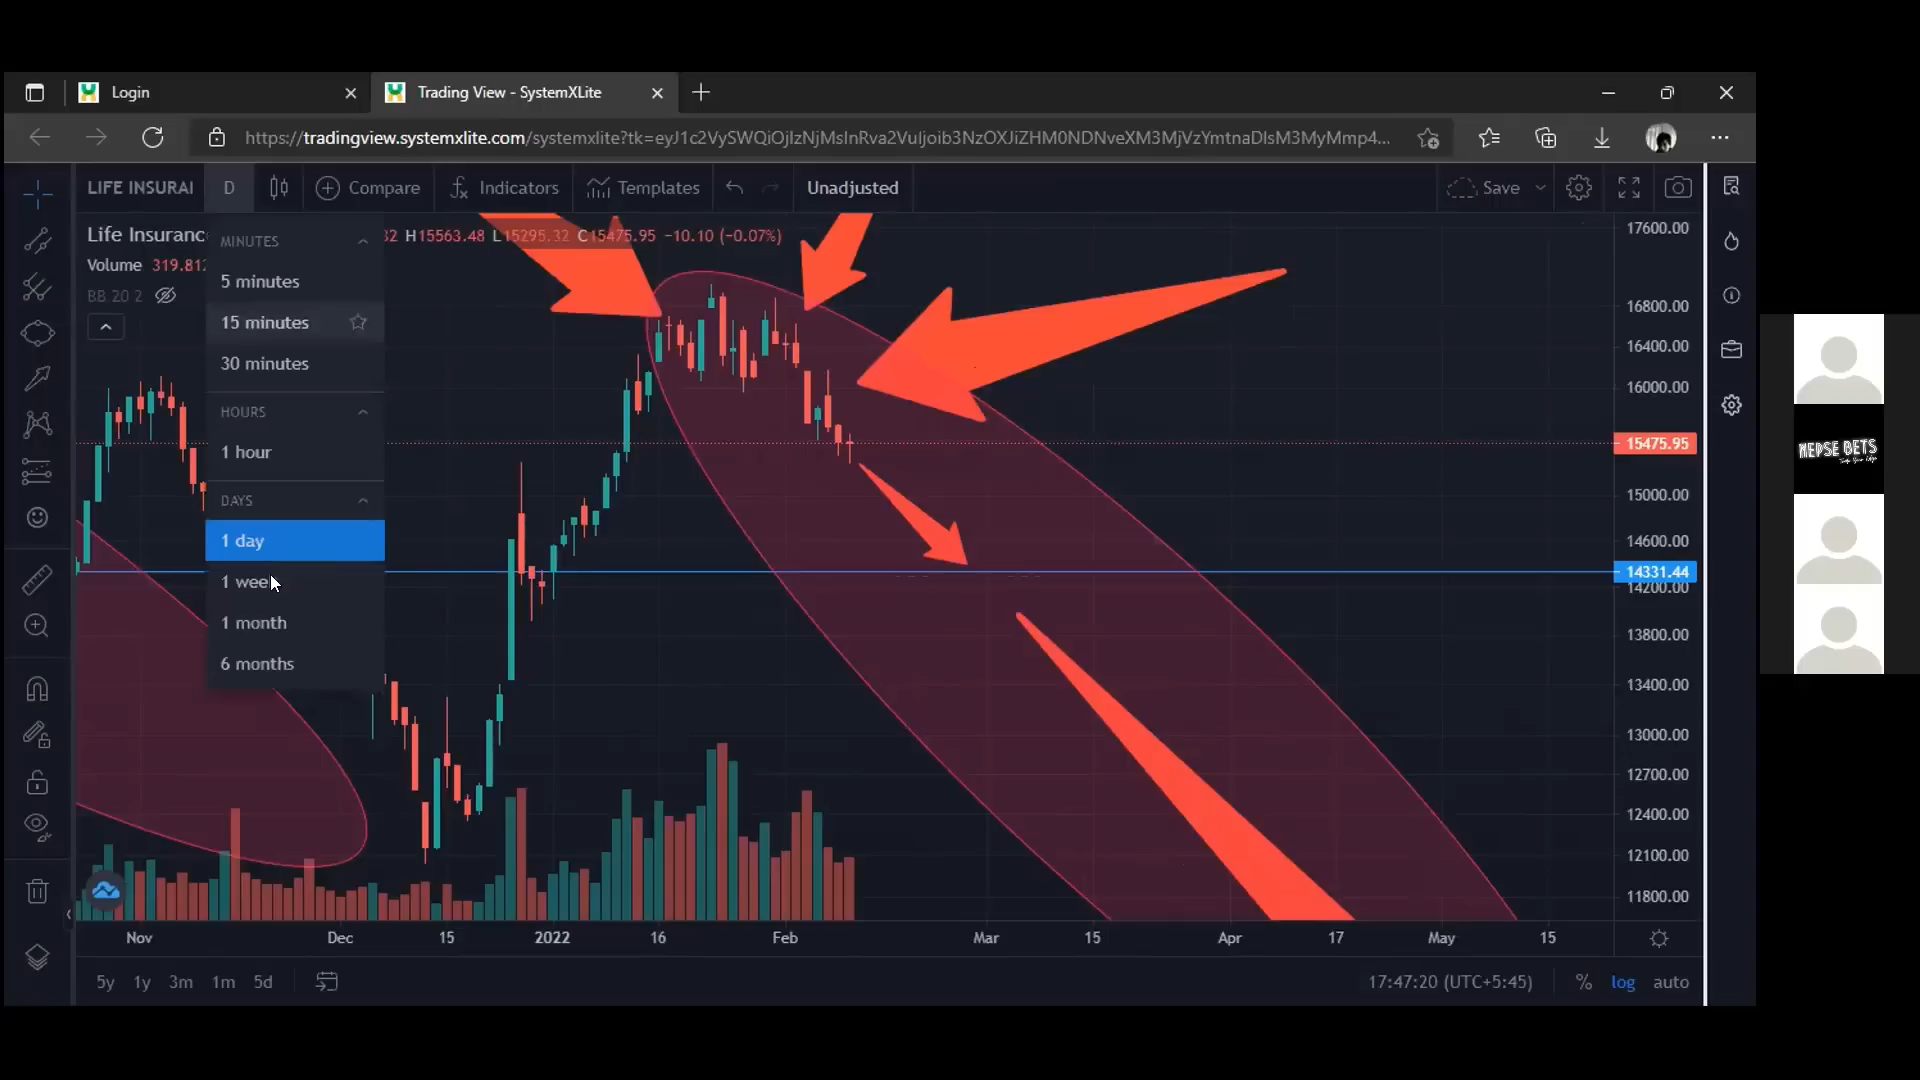 Login
Trading View - SystemXLite
https://tradingview.systemxlite.com/systemxlite?tk=eyJ1c2VySWQiOjIzNjMsInRva2VuIjoib3NzOXJiZHM0NDNveXM3MjVzYmtnaDlsM3MyMmp4...
LIFE INSURAI D Compare Indicators Templates Unadjusted Save
Life Insuranc 32 H15563.48 L15295.32 C15475.95 −10.10 (−0.07%)
Volume 319.812
BB 20 2
MINUTES
5 minutes
15 minutes
30 minutes
HOURS
1 hour
DAYS
1 day
1 week
1 month
6 months
17600.00
16800.00
16400.00
16000.00
15475.95
15000.00
14600.00
14331.44
14200.00
13800.00
13400.00
13000.00
12700.00
12400.00
12100.00
11800.00
Nov Dec 15 2022 16 Feb Mar 15 Apr 17 May 15
5y 1y 3m 1m 5d 17:47:20 (UTC+5:45) % log auto
NEPSE BETS